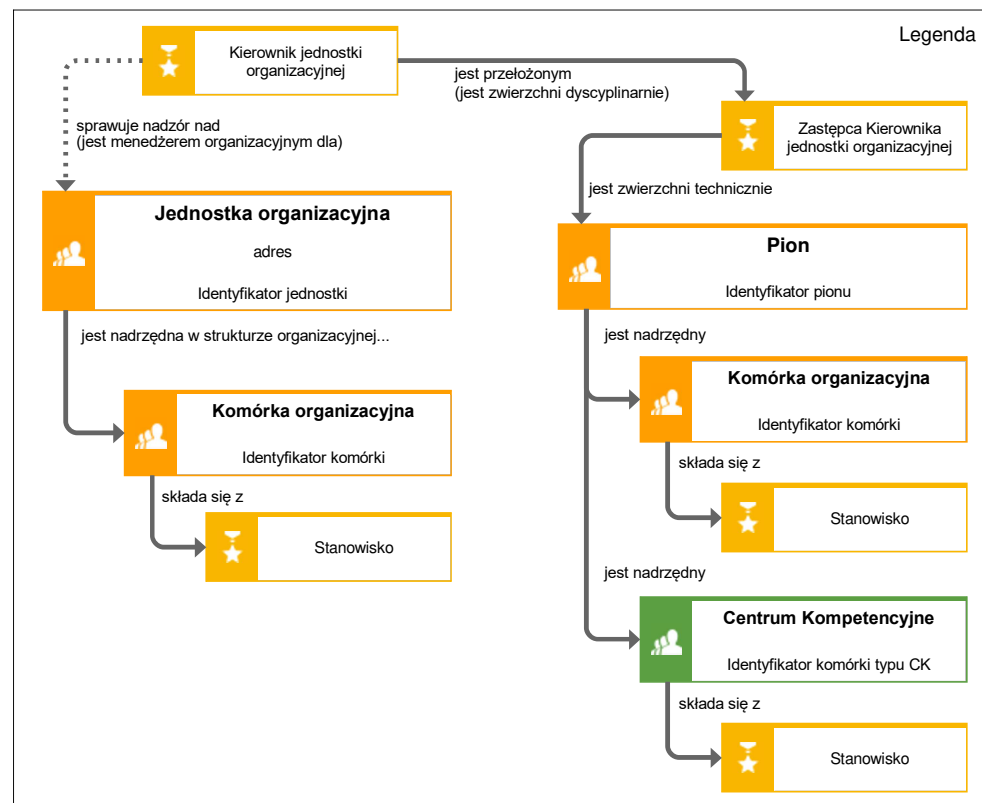 Legenda
Kierownik jednostki
organizacyjnej
jest przełożonym
(jest zwierzchni dyscyplinarnie)
sprawuje nadzór nad
(jest menedżerem organizacyjnym dla)
Zastępca Kierownika
jednostki organizacyjnej
jest zwierzchni technicznie
Jednostka organizacyjna
adres
Identyfikator jednostki
Pion
Identyfikator pionu
jest nadrzędna w strukturze organizacyjnej...
jest nadrzędny
Komórka organizacyjna
Identyfikator komórki
składa się z
Stanowisko
Komórka organizacyjna
Identyfikator komórki
składa się z
Stanowisko
jest nadrzędny
Centrum Kompetencyjne
Identyfikator komórki typu CK
składa się z
Stanowisko